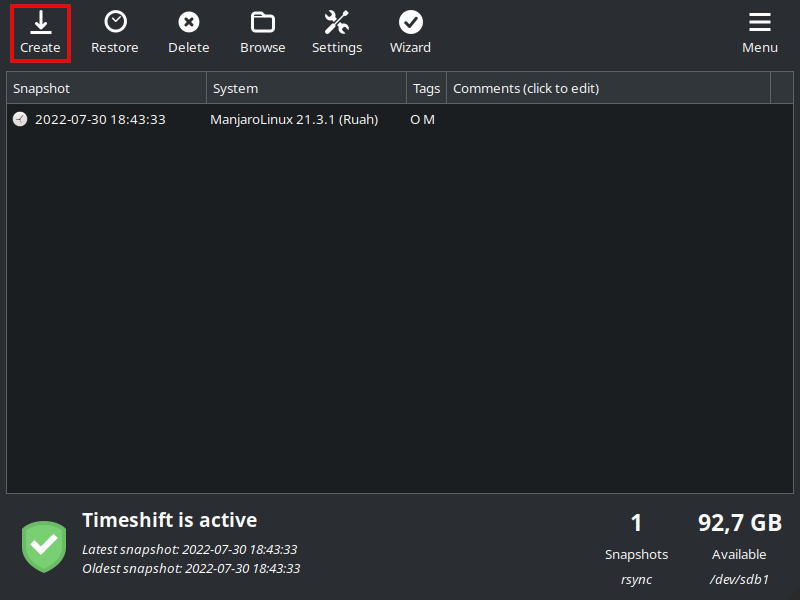 Create Restore Delete Browse Settings Wizard Menu
Snapshot System Tags Comments (click to edit)
2022-07-30 18:43:33 ManjaroLinux 21.3.1 (Ruah) O M
Timeshift is active
Latest snapshot: 2022-07-30 18:43:33
Oldest snapshot: 2022-07-30 18:43:33
1
Snapshots
rsync
92,7 GB
Available
/dev/sdb1